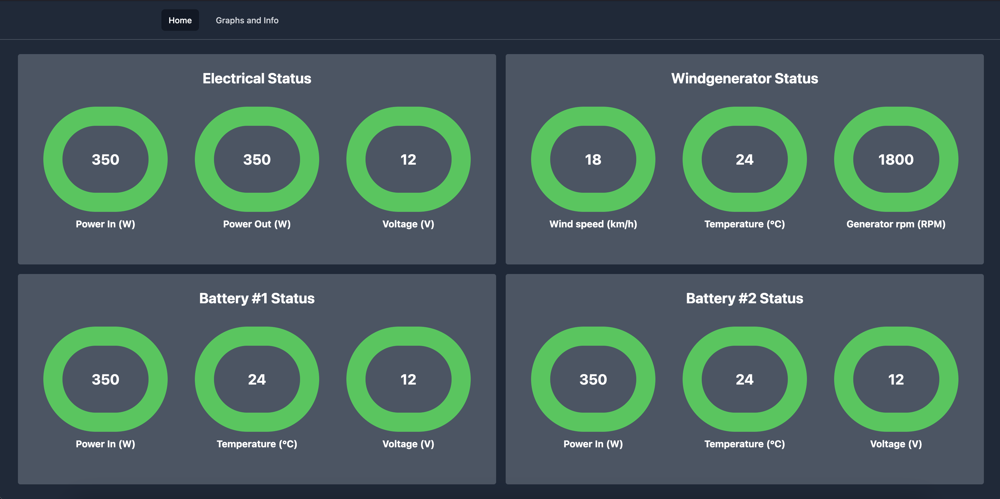 Home
Graphs and Info
Electrical Status
350
350
12
Power In (W)
Power Out (W)
Voltage (V)
Windgenerator Status
18
24
1800
Wind speed (km/h)
Temperature (°C)
Generator rpm (RPM)
Battery #1 Status
350
24
12
Power In (W)
Temperature (°C)
Voltage (V)
Battery #2 Status
350
24
12
Power In (W)
Temperature (°C)
Voltage (V)